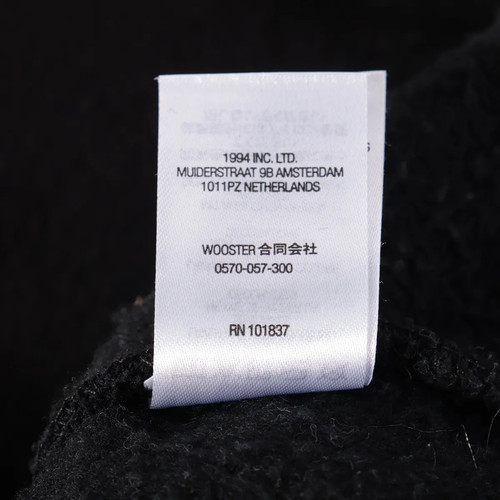 1994 INC. LTD.
MUIDERSTRAAT 9B AMSTERDAM
1011PZ NETHERLANDS
WOOSTER 合同会社
0570-057-300
RN 101837